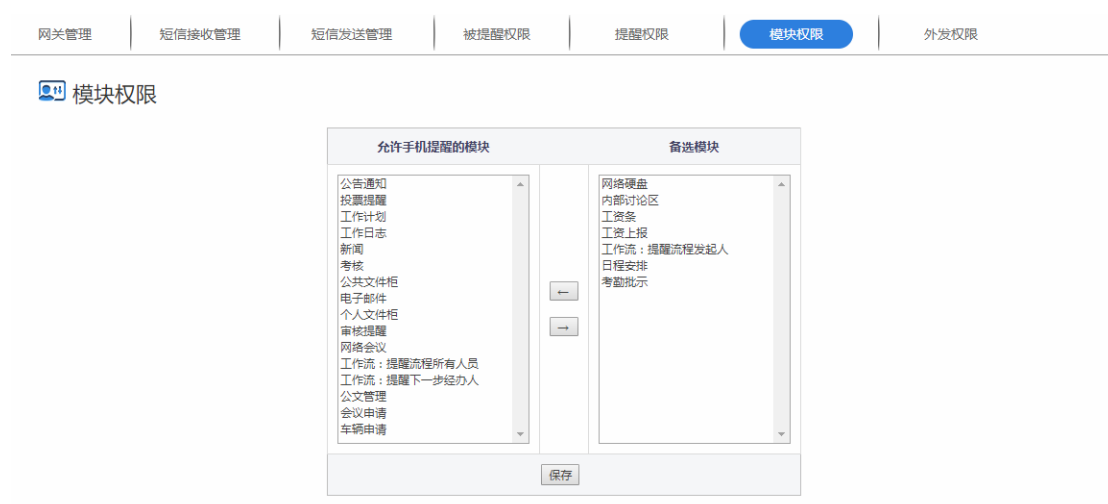 网关管理 短信接收管理 短信发送管理 被提醒权限 提醒权限 模块权限 外发权限
模块权限
允许手机提醒的模块 备选模块
公告通知
投票提醒
工作计划
工作日志
新闻
考核
公共文件柜
电子邮件
个人文件柜
审核提醒
网络会议
工作流：提醒流程所有人员
工作流：提醒下一步经办人
公文管理
会议申请
车辆申请
←
→
网络硬盘
内部讨论区
工资条
工资上报
工作流：提醒流程发起人
日程安排
考勤批示
保存